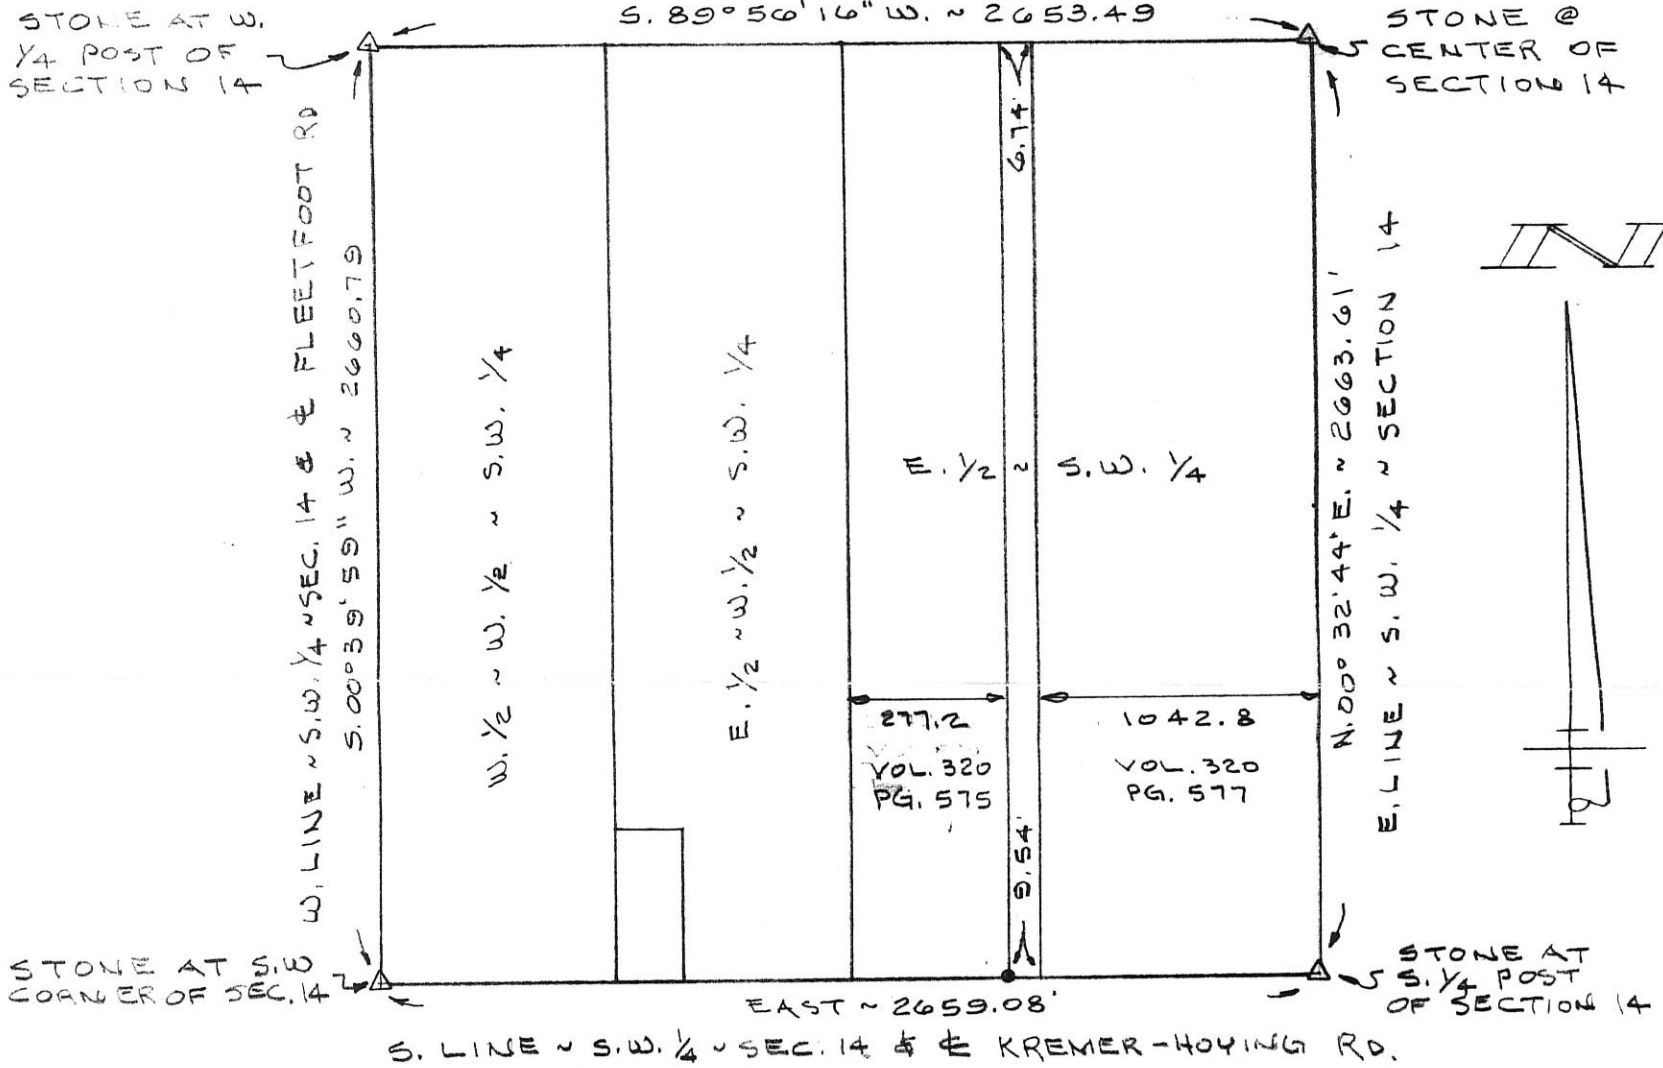 STONE AT W.
1/4 POST OF
SECTION 14
S. 89° 56' 16" W. ~ 2653.49
STONE @
CENTER OF
SECTION 14
W. LINE ~ S.W. 1/4 ~ SEC. 14 & ℄ FLEETFOOT RD
S. 00° 39' 59" W. ~ 2660.79
W. 1/2 ~ W. 1/2 ~ S.W. 1/4
E. 1/2 ~ W. 1/2 ~ S.W. 1/4
6.74'
E. 1/2 ~ S.W. 1/4
277.2
VOL. 320
PG. 575
1042.8
VOL. 320
PG. 577
9.54'
N. 00° 32' 44" E. ~ 2663.61'
E. LINE ~ S. W. 1/4 ~ SECTION 14
N
STONE AT S.W
CORNER OF SEC. 14
EAST ~ 2659.08'
STONE AT
S. 1/4 POST
OF SECTION 14
S. LINE ~ S.W. 1/4 ~ SEC. 14 & ℄ KREMER-HOYING RD.